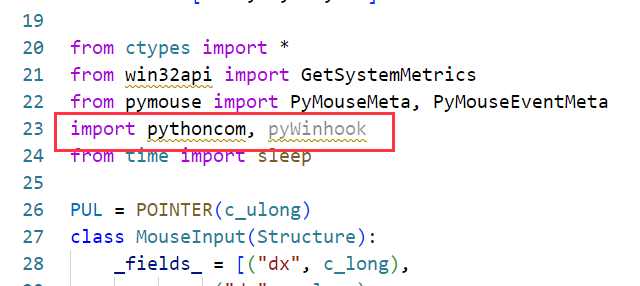 19
20 from ctypes import *
21 from win32api import GetSystemMetrics
22 from pymouse import PyMouseMeta, PyMouseEventMeta
23 import pythoncom, pyWinhook
24 from time import sleep
25
26 PUL = POINTER(c_ulong)
27 class MouseInput(Structure):
28 _fields_ = [("dx", c_long),